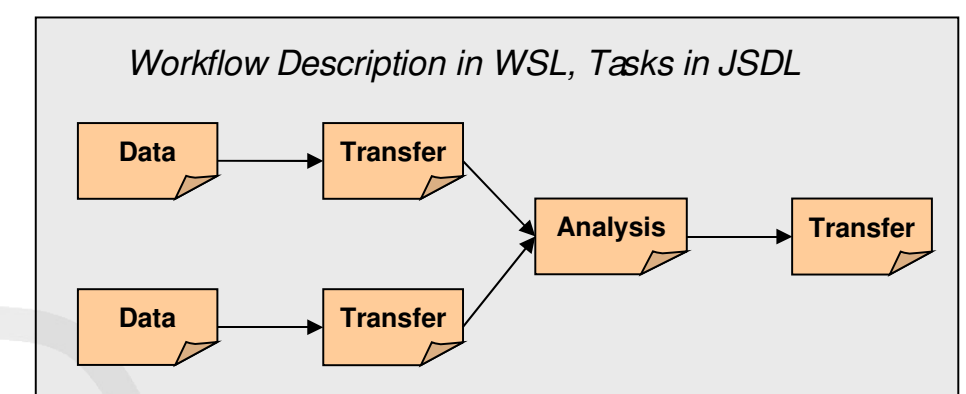 Workflow Description in WSL, Tasks in JSDL
Data
Transfer
Analysis
Transfer
Data
Transfer